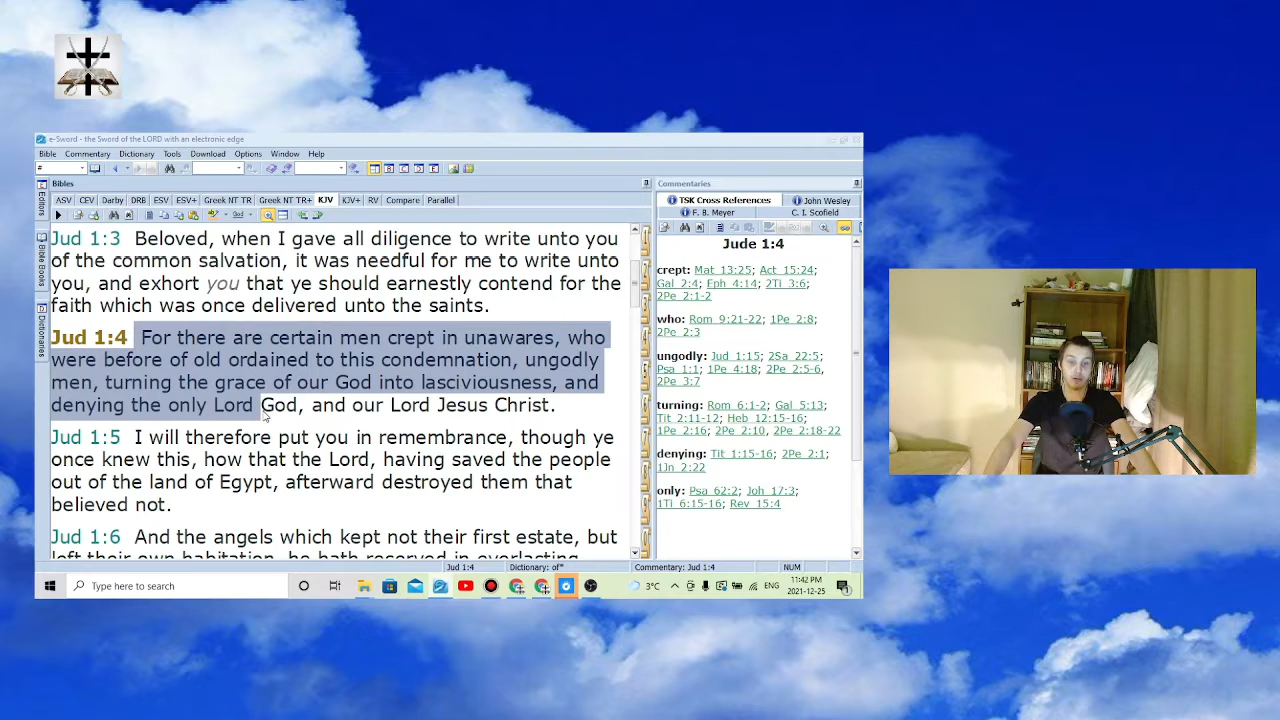 e-Sword - the Sword of the LORD with an electronic edge
Bible Commentary Dictionary Tools Download Options Window Help
#
Bibles
Commentaries
ASV CEV Darby DRB ESV ESV+ Greek NT TR Greek NT TR+ KJV KJV+ RV Compare Parallel
TSK Cross References John Wesley
F. B. Meyer C. I. Scofield
Editors
Bible Books
Dictionaries
Jud 1:3 Beloved, when I gave all diligence to write unto you
of the common salvation, it was needful for me to write unto
you, and exhort you that ye should earnestly contend for the
faith which was once delivered unto the saints.
Jud 1:4 For there are certain men crept in unawares, who
were before of old ordained to this condemnation, ungodly
men, turning the grace of our God into lasciviousness, and
denying the only Lord God, and our Lord Jesus Christ.
Jud 1:5 I will therefore put you in remembrance, though ye
once knew this, how that the Lord, having saved the people
out of the land of Egypt, afterward destroyed them that
believed not.
Jud 1:6 And the angels which kept not their first estate, but
left their own habitation, he hath reserved in everlasting
Jude 1:4
crept: Mat 13:25; Act 15:24;
Gal 2:4; Eph 4:14; 2Ti 3:6;
2Pe 2:1-2
who: Rom 9:21-22; 1Pe 2:8;
2Pe 2:3
ungodly: Jud 1:15; 2Sa 22:5;
Psa 1:1; 1Pe 4:18; 2Pe 2:5-6,
2Pe 3:7
turning: Rom 6:1-2; Gal 5:13;
Tit 2:11-12; Heb 12:15-16;
1Pe 2:16; 2Pe 2:10, 2Pe 2:18-22
denying: Tit 1:15-16; 2Pe 2:1;
1Jn 2:22
only: Psa 62:2; Joh 17:3;
1Ti 6:15-16; Rev 15:4
Jud 1:4 Dictionary: of* Commentary: Jud 1:4 NUM
Type here to search
3°C ENG
11:42 PM
2021-12-25